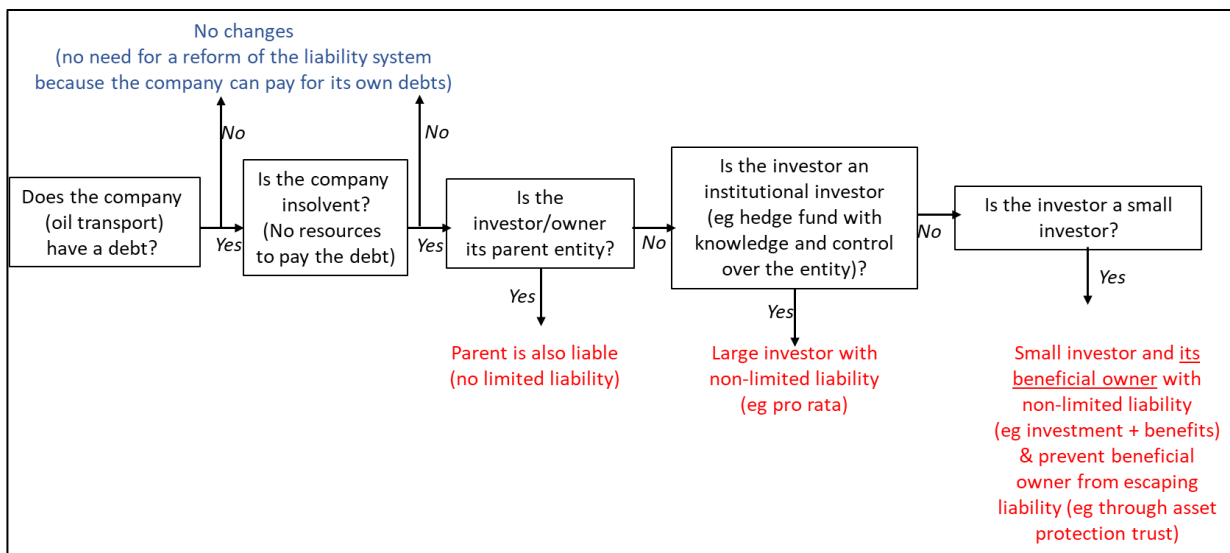 No changes
(no need for a reform of the liability system
because the company can pay for its own debts)
No
No
Does the company
(oil transport)
have a debt?
Yes
Is the company
insolvent?
(No resources
to pay the debt)
Yes
Is the
investor/owner
its parent entity?
No
Is the investor an
institutional investor
(eg hedge fund with
knowledge and control
over the entity)?
No
Is the investor a small
investor?
Yes
Yes
Yes
Parent is also liable
(no limited liability)
Large investor with
non-limited liability
(eg pro rata)
Small investor and its
beneficial owner with
non-limited liability
(eg investment + benefits)
& prevent beneficial
owner from escaping
liability (eg through asset
protection trust)